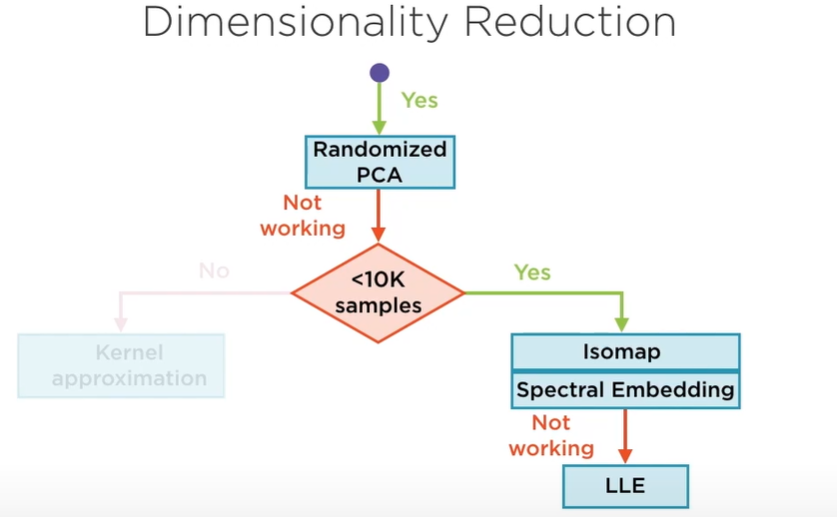 Dimensionality Reduction
Yes
Randomized
PCA
Not
working
<10K
samples
No
Yes
Kernel
approximation
Isomap
Spectral Embedding
Not
working
LLE